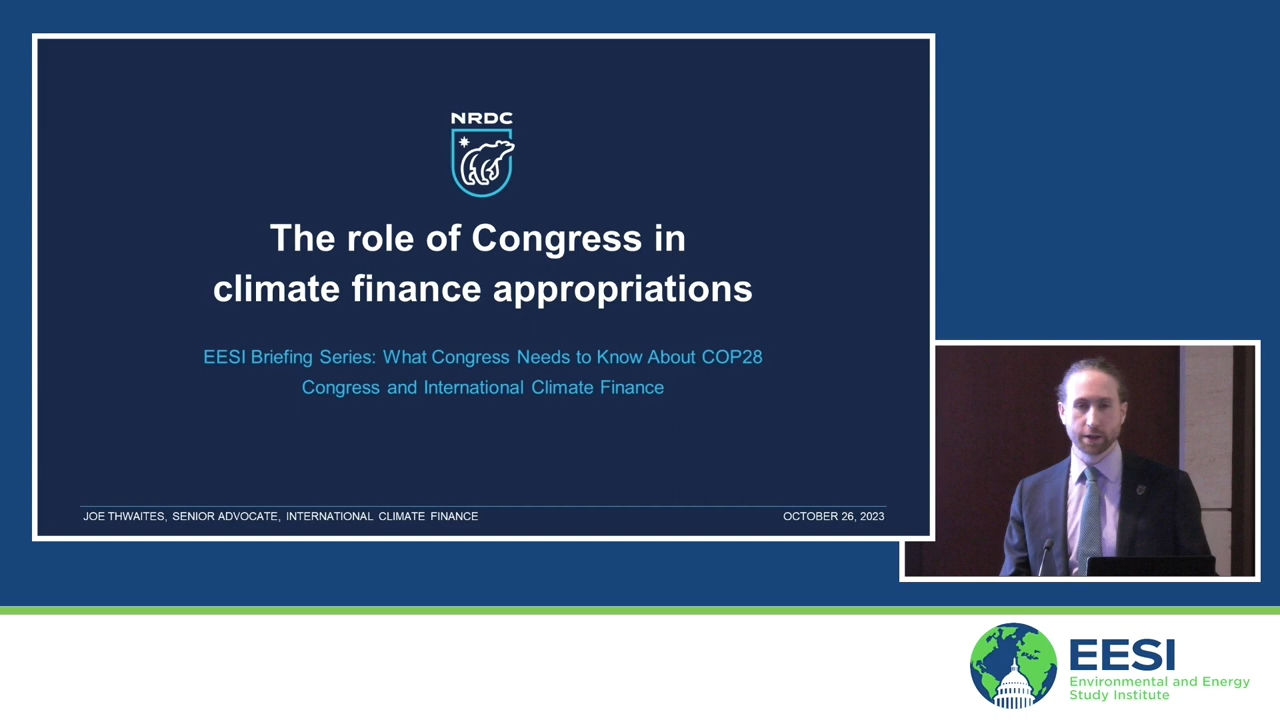 NRDC
The role of Congress in
climate finance appropriations
EESI Briefing Series: What Congress Needs to Know About COP28
Congress and International Climate Finance
JOE THWAITES, SENIOR ADVOCATE, INTERNATIONAL CLIMATE FINANCE
OCTOBER 26, 2023
EESI
Environmental and Energy
Study Institute